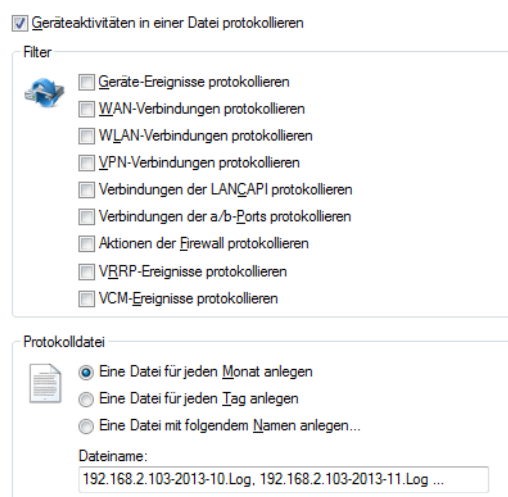 Geräteaktivitäten in einer Datei protokollieren
Filter
Geräte-Ereignisse protokollieren
WAN-Verbindungen protokollieren
WLAN-Verbindungen protokollieren
VPN-Verbindungen protokollieren
Verbindungen der LANCAPI protokollieren
Verbindungen der a/b-Ports protokollieren
Aktionen der Firewall protokollieren
VRRP-Ereignisse protokollieren
VCM-Ereignisse protokollieren
Protokolldatei
Eine Datei für jeden Monat anlegen
Eine Datei für jeden Tag anlegen
Eine Datei mit folgendem Namen anlegen...
Dateiname:
192.168.2.103-2013-10.Log, 192.168.2.103-2013-11.Log ...